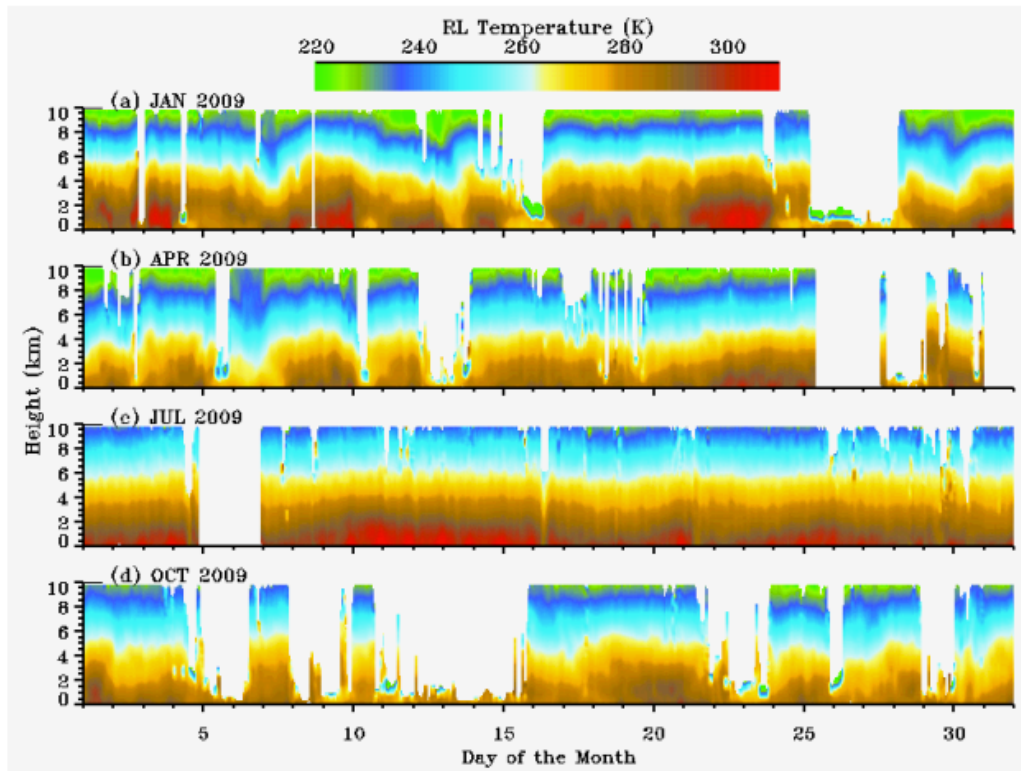 RL Temperature (K)
220 240 260 280 300
(a) JAN 2009
10
8
6
4
2
0
(b) APR 2009
10
8
6
4
2
0
Height (km)
(c) JUL 2009
10
8
6
4
2
0
(d) OCT 2009
10
8
6
4
2
0
5 10 15 20 25 30
Day of the Month